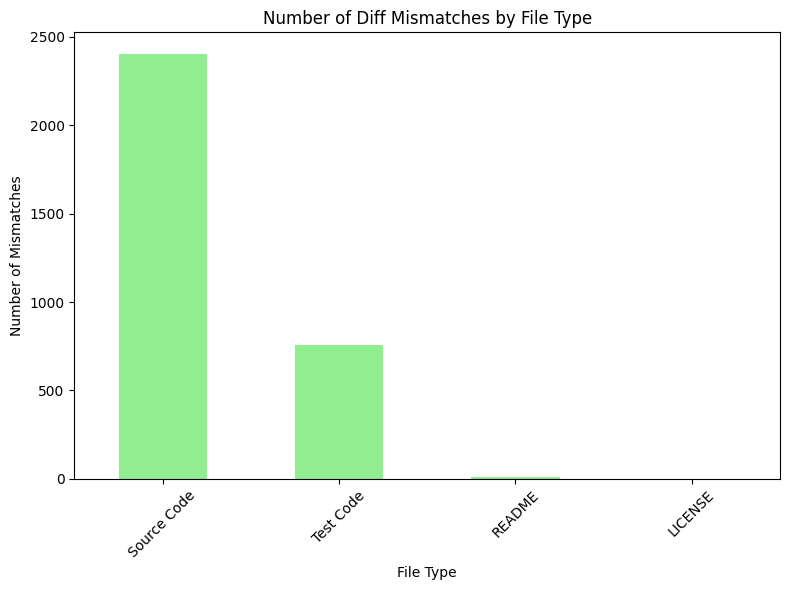 Number of Diff Mismatches by File Type
Number of Mismatches
2500
2000
1500
1000
500
0
Source Code
Test Code
README
LICENSE
File Type